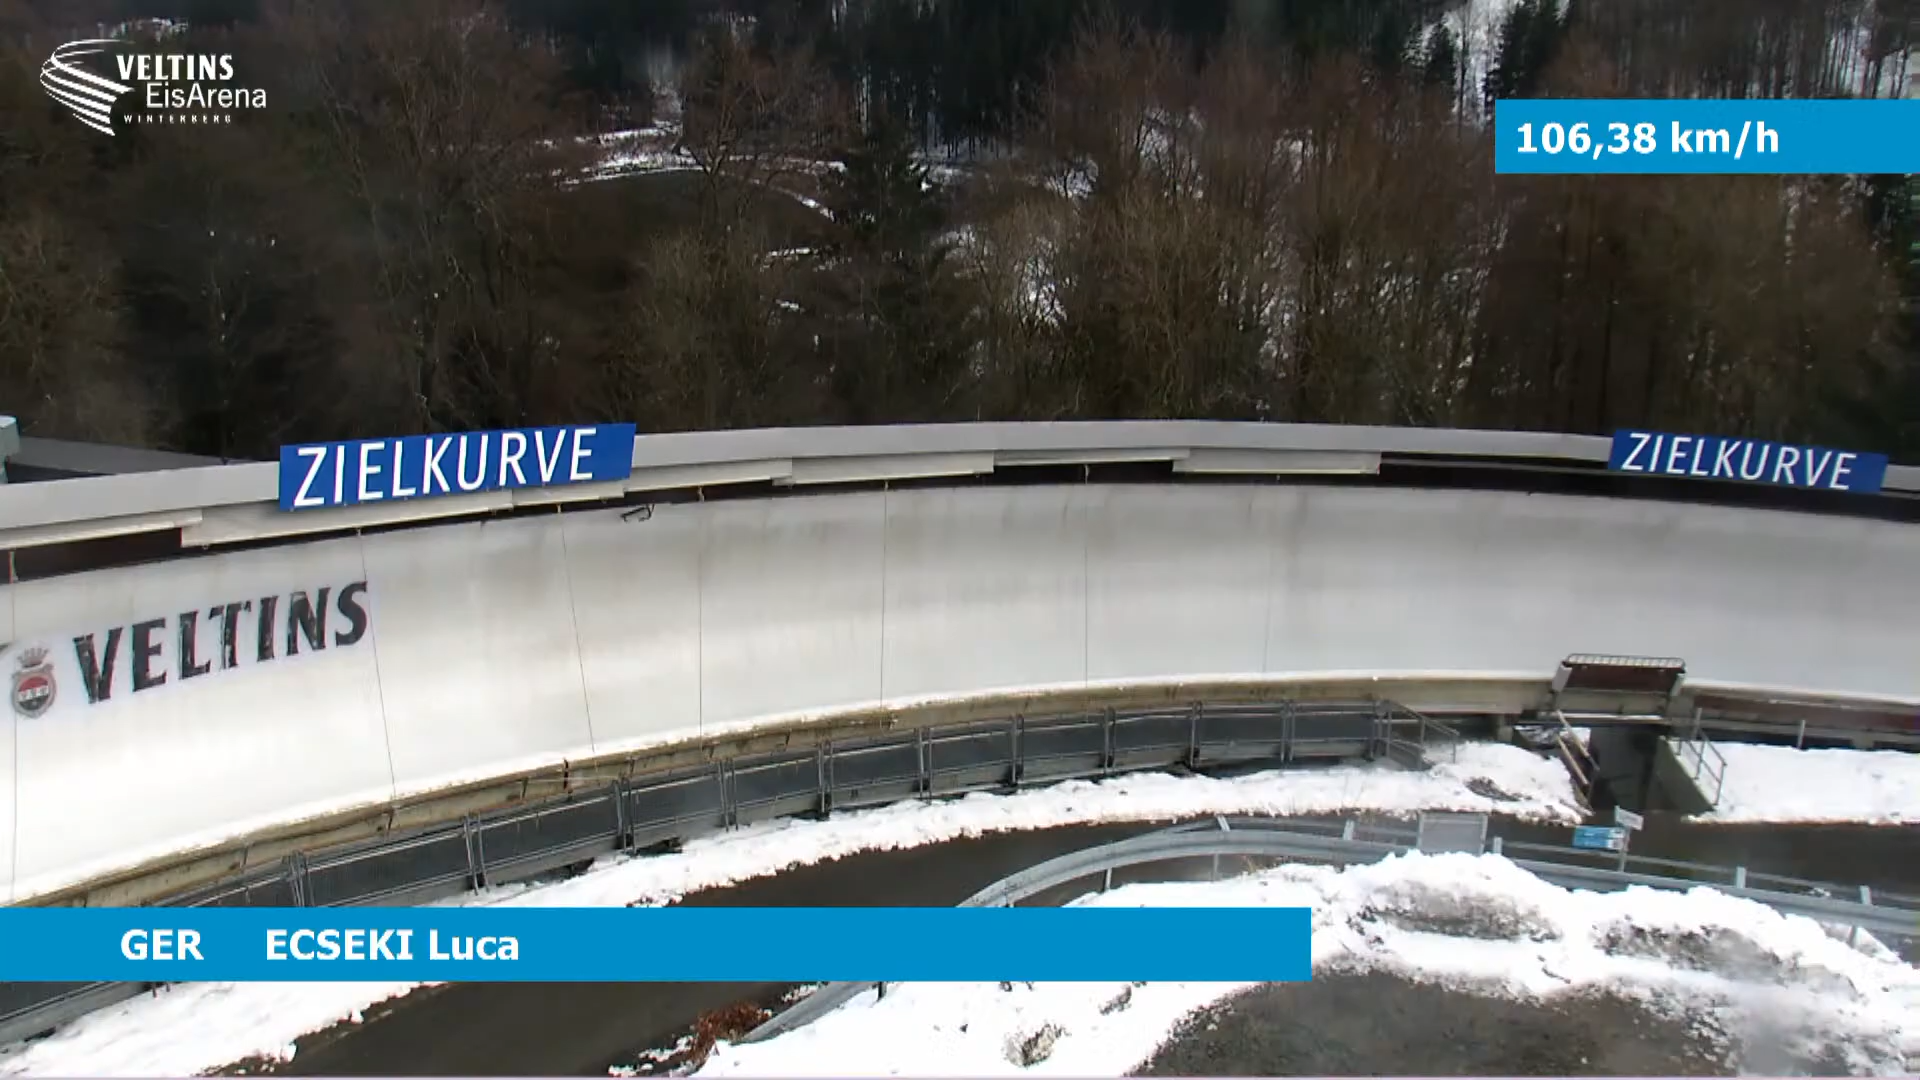 VELTINS
EisArena
WINTERBERG
106,38 km/h
ZIELKURVE
ZIELKURVE
VELTINS
GER ECSEKI Luca